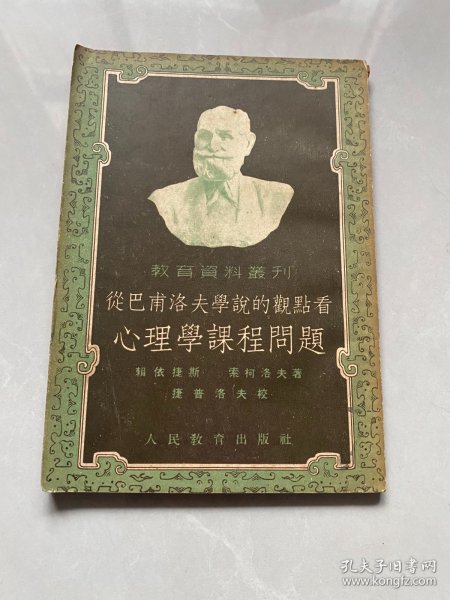 教育資料叢刊
從巴甫洛夫學說的觀點看
心理學課程問題
賴依捷斯 索柯洛夫著
捷普洛夫校
人民教育出版社
孔夫子旧书网
www.kongfz.com